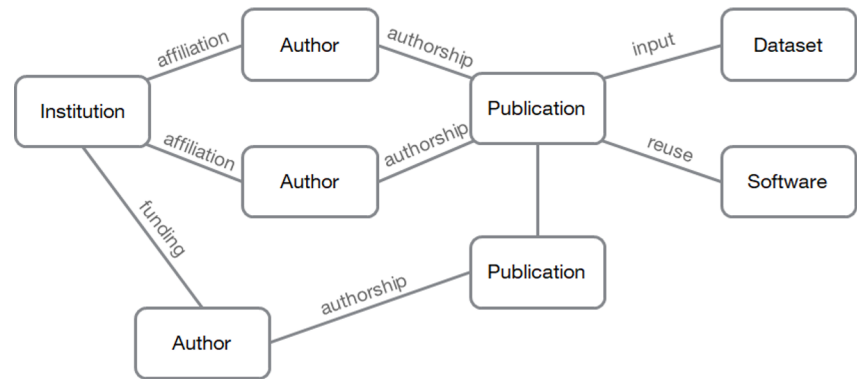 affiliation
Author
authorship
input
Dataset
Institution
Publication
affiliation
Author
authorship
reuse
Software
funding
Publication
authorship
Author